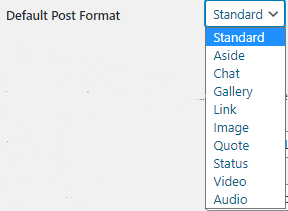 Default Post Format
Standard
Standard
Aside
Chat
Gallery
Link
Image
Quote
Status
Video
Audio